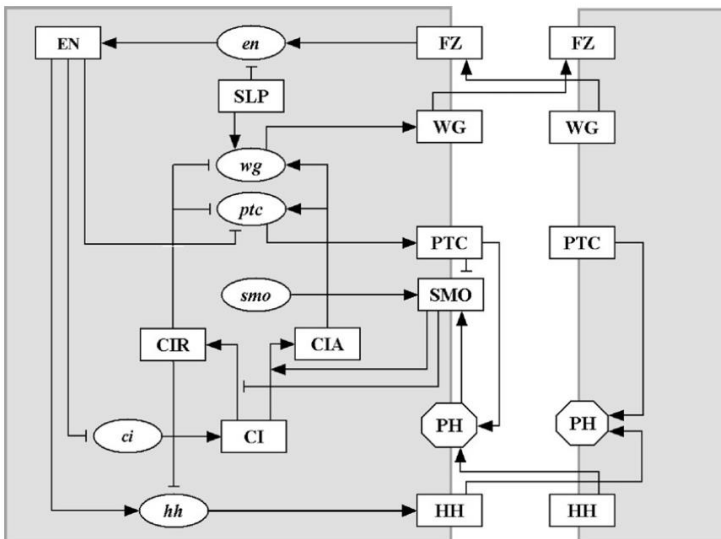 EN en FZ FZ
SLP
WG WG
wg
ptc
PTC PTC
smo SMO
CIR CIA
PH PH
ci CI
hh HH HH